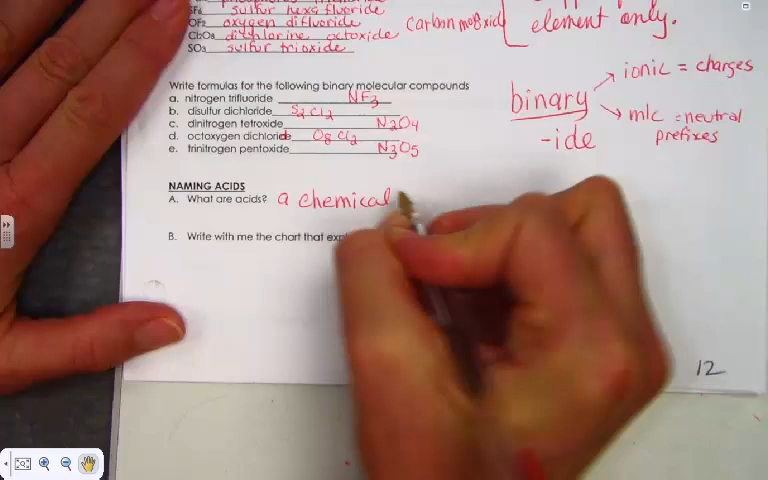 SF6 sulfur hexafluoride
OF2 oxygen difluoride
Cl2O8 dichlorine octoxide
SO3 sulfur trioxide
element only.
Write formulas for the following binary molecular compounds
a. nitrogen trifluoride NF3
b. disulfur dichloride S2Cl2
c. dinitrogen tetroxide N2O4
d. octoxygen dichloride O8Cl2
e. trinitrogen pentoxide N3O5
binary
-ide
ionic = charges
mlc = neutral
prefixes
NAMING ACIDS
A. What are acids? a chemical
B. Write with me the chart that
12